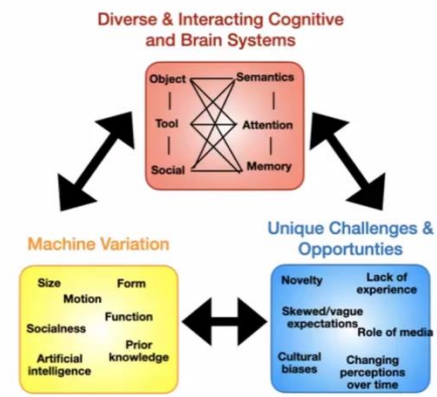 Diverse & Interacting Cognitive
and Brain Systems
Object Semantics
Tool Attention
Social Memory
Machine Variation
Size Form
Motion
Function
Socialness
Prior
knowledge
Artificial
intelligence
Unique Challenges &
Opportunties
Novelty
Lack of
experience
Skewed/vague
expectations
Role of media
Cultural
biases
Changing
perceptions
over time